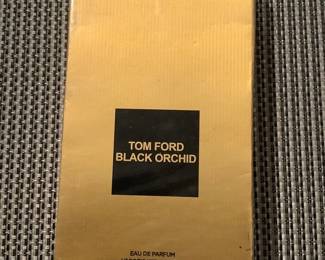 TOM FORD
BLACK ORCHID
EAU DE PARFUM